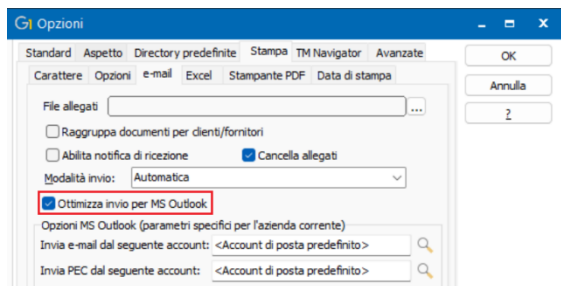 G1 Opzioni
Standard Aspetto Directory predefinite Stampa TM Navigator Avanzate
OK
Carattere Opzioni e-mail Excel Stampante PDF Data di stampa
Annulla
File allegati ...
?
Raggruppa documenti per clienti/fornitori
Abilita notifica di ricezione Cancella allegati
Modalità invio: Automatica
Ottimizza invio per MS Outlook
Opzioni MS Outlook (parametri specifici per l'azienda corrente)
Invia e-mail dal seguente account: <Account di posta predefinito>
Invia PEC dal seguente account: <Account di posta predefinito>